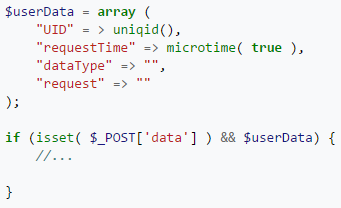 $userData = array (
    "UID" = > uniqid(),
    "requestTime" => microtime( true ),
    "dataType" => "",
    "request" => ""
);

if (isset( $_POST['data'] ) && $userData) {
    //...

}